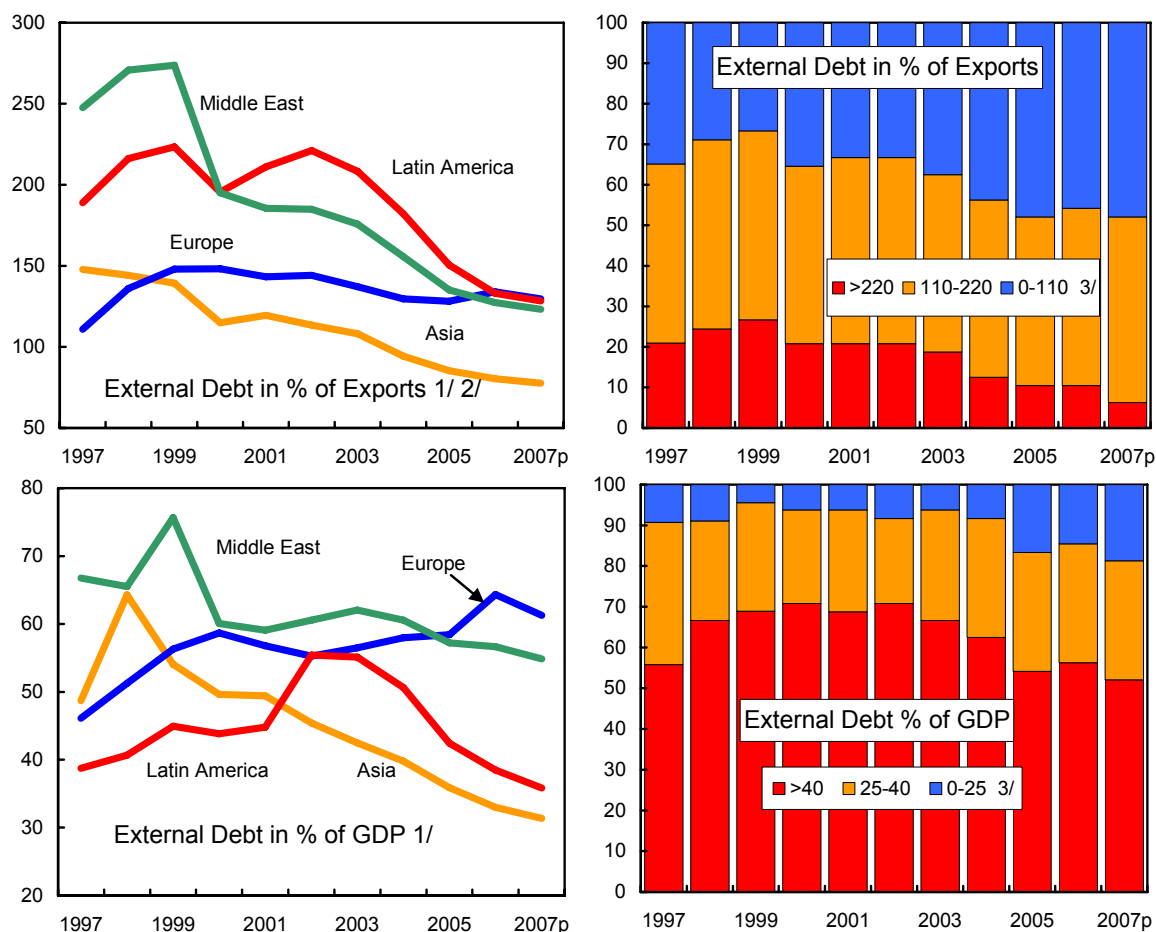 300
250
200
150
100
50
Middle East
Latin America
Europe
Asia
External Debt in % of Exports 1/ 2/
1997 1999 2001 2003 2005 2007p
100
90
80
70
60
50
40
30
20
10
0
External Debt in % of Exports
>220 110-220 0-110 3/
1997 1999 2001 2003 2005 2007p
80
70
60
50
40
30
20
Middle East
Europe
Latin America
Asia
External Debt in % of GDP 1/
1997 1999 2001 2003 2005 2007p
100
90
80
70
60
50
40
30
20
10
0
External Debt % of GDP
>40 25-40 0-25 3/
1997 1999 2001 2003 2005 2007p